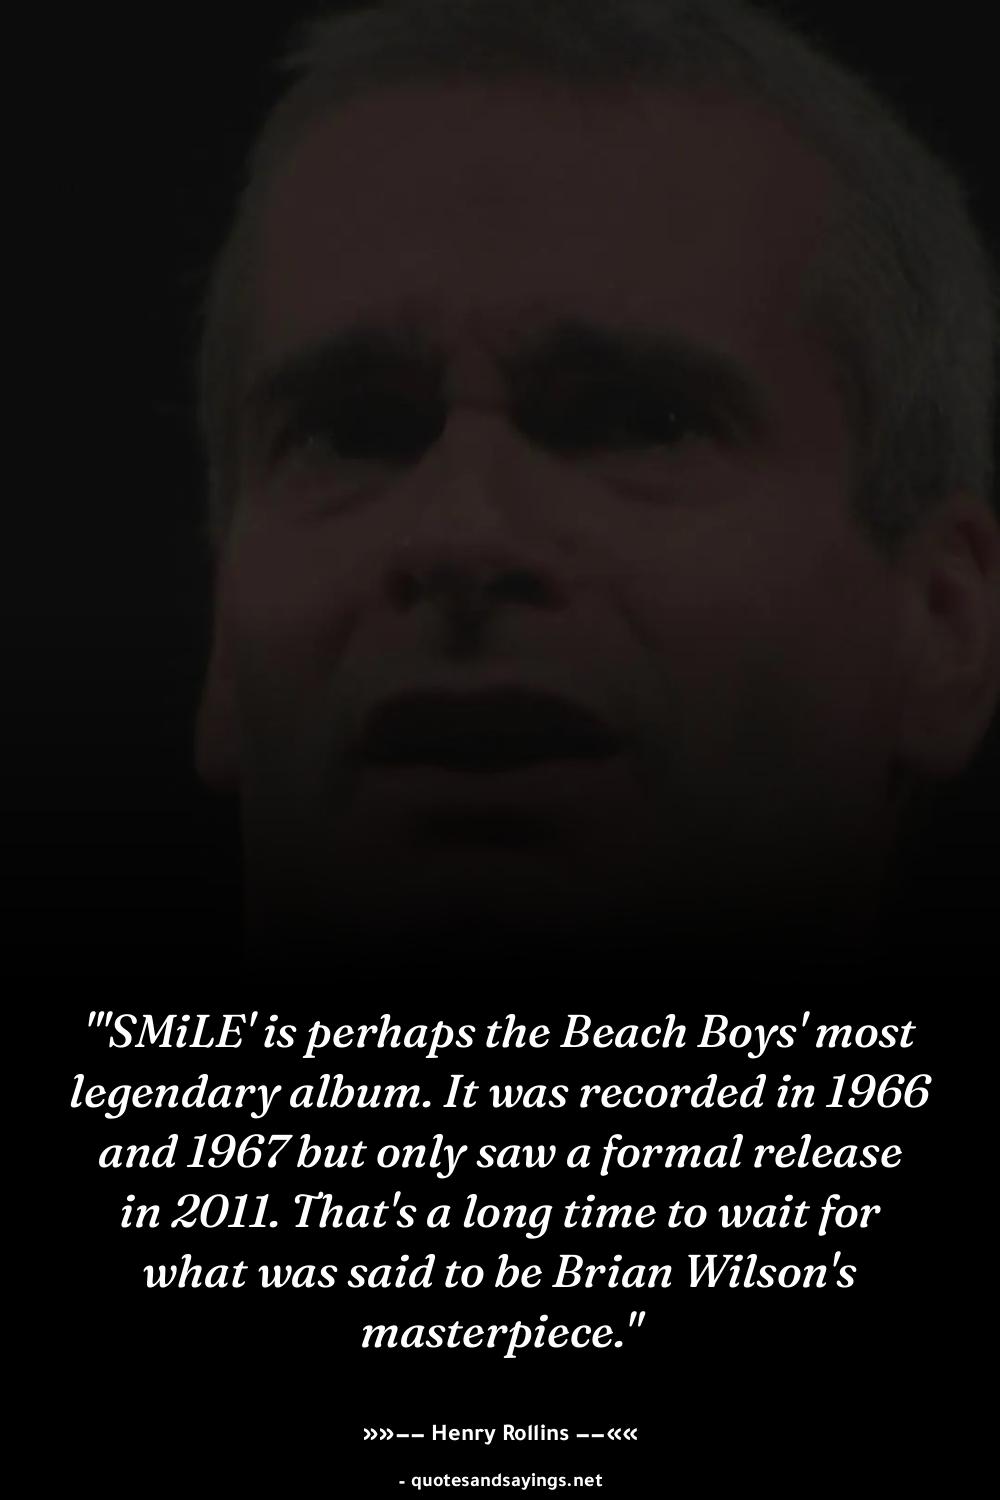 "'SMiLE' is perhaps the Beach Boys' most
legendary album. It was recorded in 1966
and 1967 but only saw a formal release
in 2011. That's a long time to wait for
what was said to be Brian Wilson's
masterpiece."
»»−− Henry Rollins −−««
- quotesandsayings.net